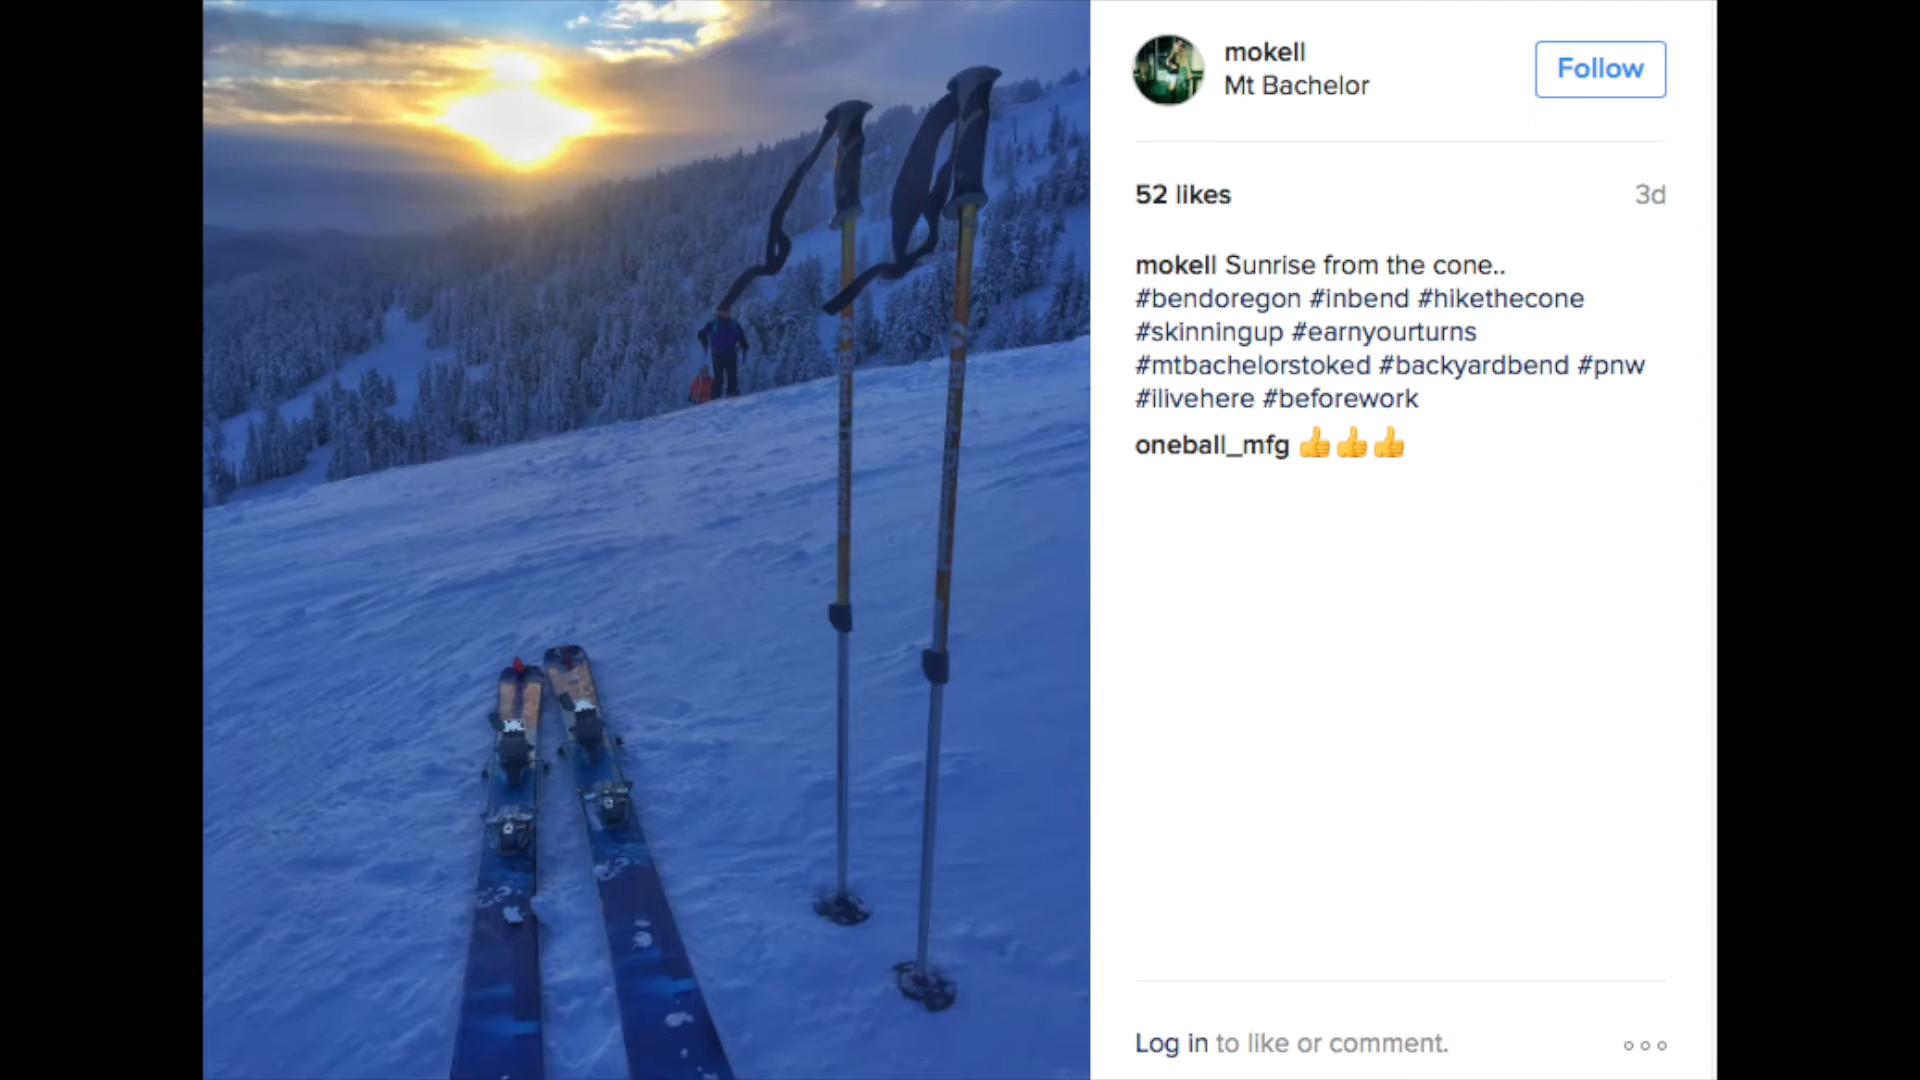 mokell
Mt Bachelor
Follow
52 likes
3d
mokell Sunrise from the cone..
#bendoregon #inbend #hikethecone
#skinningup #earnyourturns
#mtbachelorstoked #backyardbend #pnw
#ilivehere #beforework
oneball_mfg 👍👍👍
Log in to like or comment.